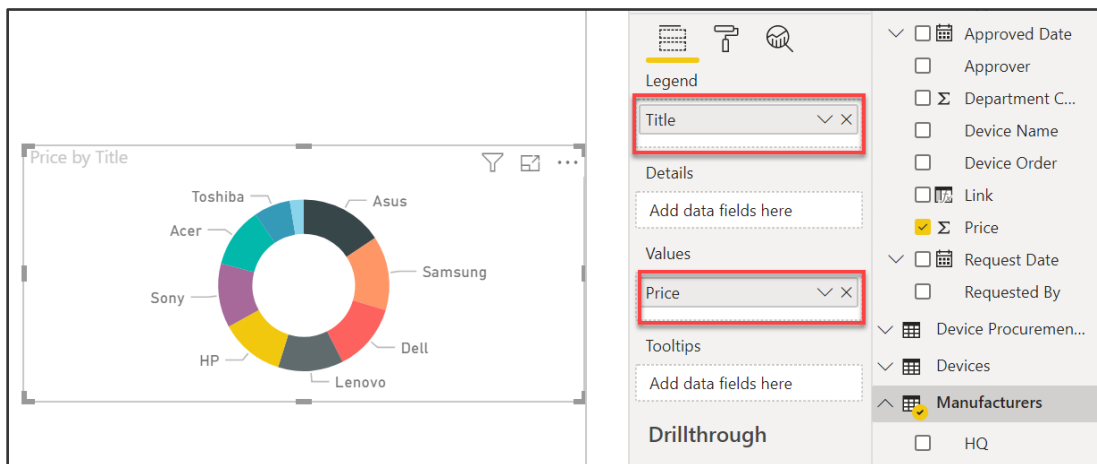 Price by Title
Toshiba
Asus
Acer
Samsung
Sony
Dell
HP
Lenovo
Legend
Title
Details
Add data fields here
Values
Price
Tooltips
Add data fields here
Drillthrough
Approved Date
Approver
Σ Department C...
Device Name
Device Order
Link
Σ Price
Request Date
Requested By
Device Procuremen...
Devices
Manufacturers
HQ